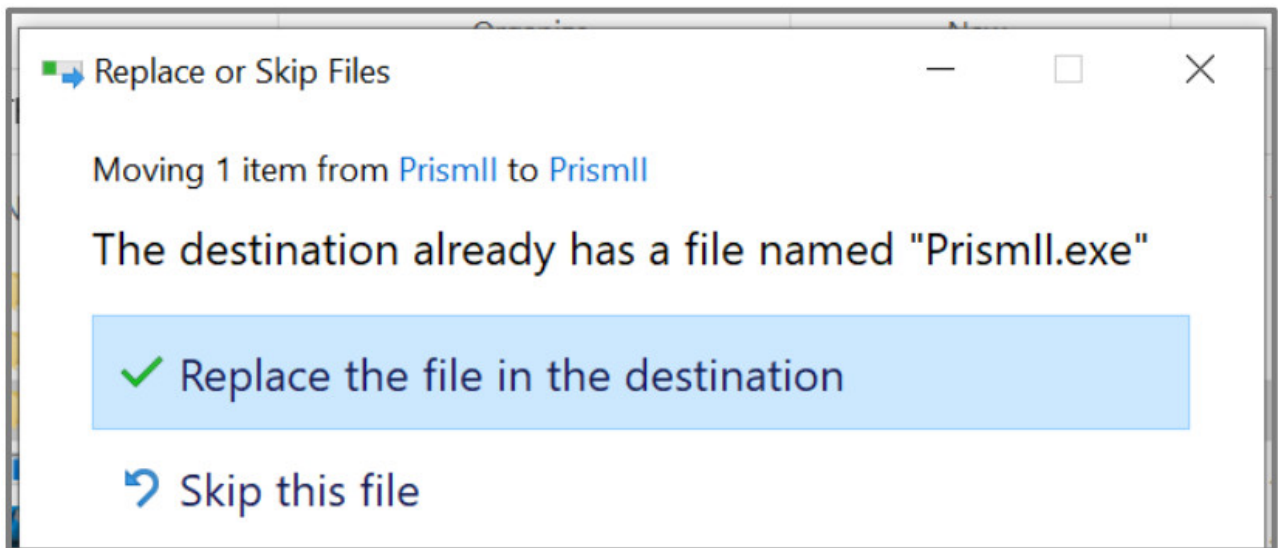 Replace or Skip Files
Moving 1 item from PrismII to PrismII
The destination already has a file named "PrismII.exe"
Replace the file in the destination
Skip this file